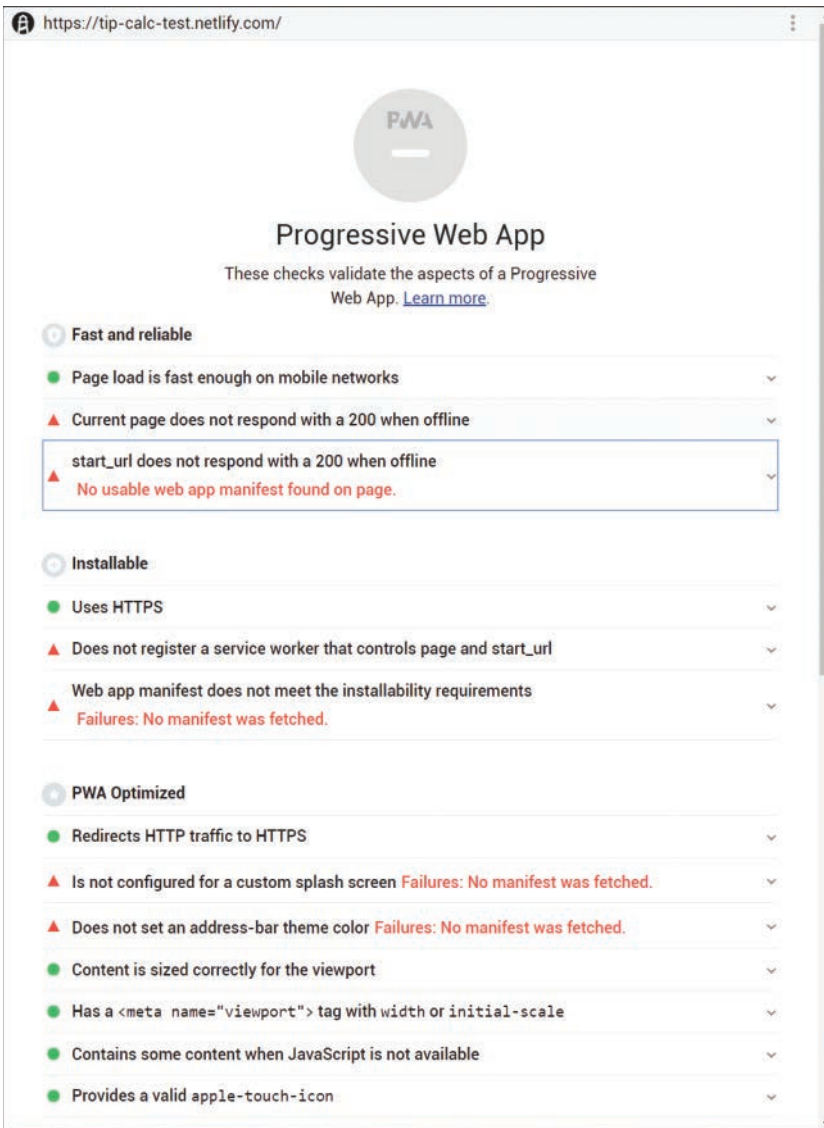 https://tip-calc-test.netlify.com/
PWA
Progressive Web App
These checks validate the aspects of a Progressive
Web App. Learn more.
Fast and reliable
Page load is fast enough on mobile networks
Current page does not respond with a 200 when offline
start_url does not respond with a 200 when offline
No usable web app manifest found on page.
Installable
Uses HTTPS
Does not register a service worker that controls page and start_url
Web app manifest does not meet the installability requirements
Failures: No manifest was fetched.
PWA Optimized
Redirects HTTP traffic to HTTPS
Is not configured for a custom splash screen Failures: No manifest was fetched.
Does not set an address-bar theme color Failures: No manifest was fetched.
Content is sized correctly for the viewport
Has a <meta name="viewport"> tag with width or initial-scale
Contains some content when JavaScript is not available
Provides a valid apple-touch-icon